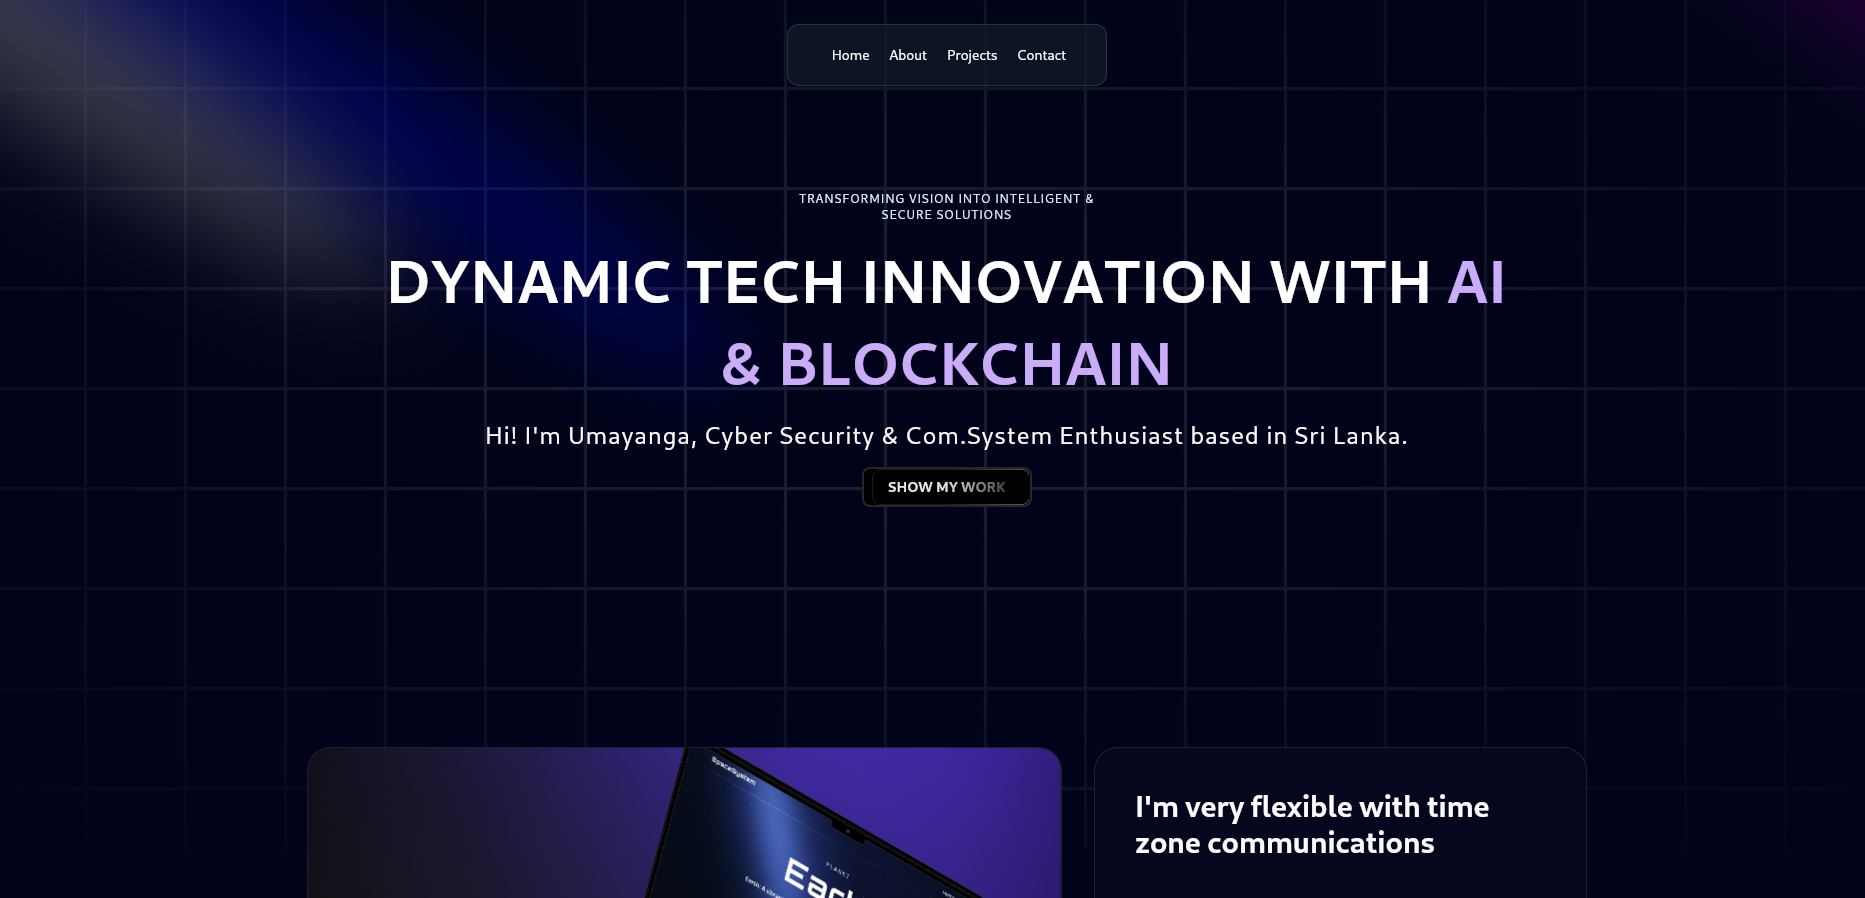 Home About Projects Contact
TRANSFORMING VISION INTO INTELLIGENT &
SECURE SOLUTIONS
DYNAMIC TECH INNOVATION WITH AI
& BLOCKCHAIN
Hi! I'm Umayanga, Cyber Security & Com.System Enthusiast based in Sri Lanka.
SHOW MY WORK
SpaceSystem
PLANET
I'm very flexible with time
zone communications